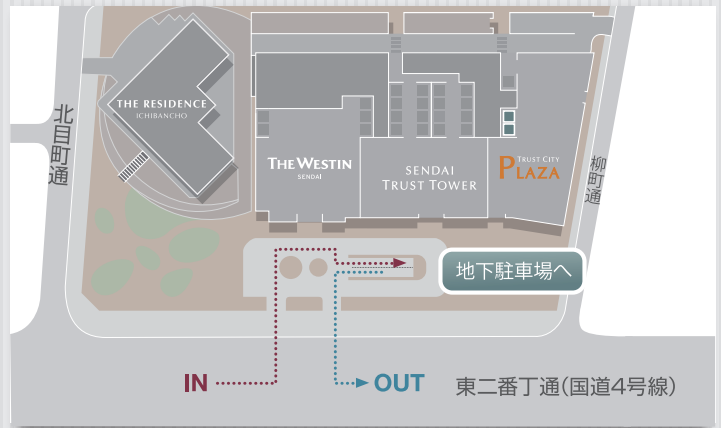 THE RESIDENCE
ICHIBANCHO
北目町通
THE WESTIN
SENDAI
SENDAI
TRUST TOWER
TRUST CITY
PLAZA
柳町通
地下駐車場へ
IN
OUT
東二番丁通(国道4号線)